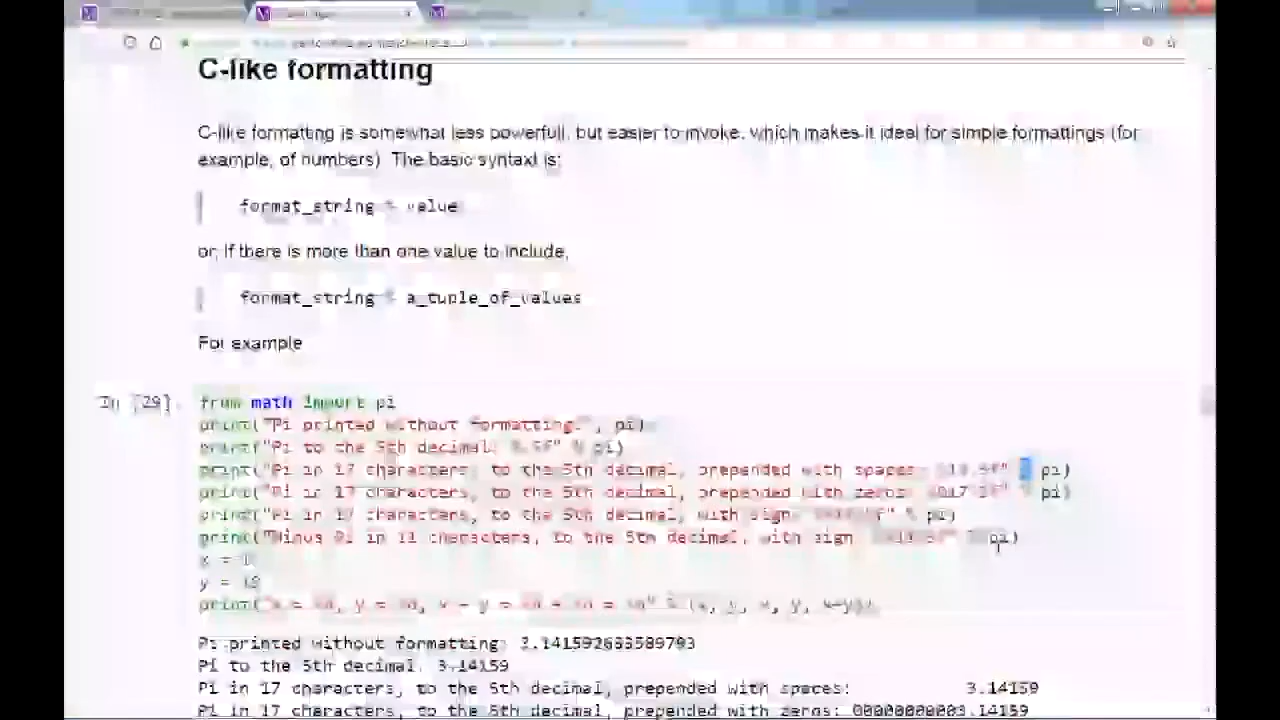 C-like formatting
C-like formatting is somewhat less powerfull, but easier to invoke, which makes it ideal for simple formattings (for
example, of numbers). The basic syntaxt is:
format_string % value
or, if there is more than one value to include,
format_string % a_tuple_of_values
For example
In [29]:
from math import pi
print("Pi printed without formatting:", pi)
print("Pi to the 5th decimal: %.5f" % pi)
print("Pi in 17 characters, to the 5th decimal, prepended with spaces: pi)
print("Pi in 17 characters, to the 5th decimal, prepended with zeros: pi)
print("Pi in 17 characters, to the 5th decimal, with sign: % pi)
print("Minus Pi in 17 characters, to the 5th decimal, with sign: pi)
x =
y =
print("x = %d, y = %d,
Pi printed without formatting: 3.141592653589793
Pi to the 5th decimal: 3.14159
Pi in 17 characters, to the 5th decimal, prepended with spaces: 3.14159
Pi in 17 characters, to the 5th decimal, prepended with zeros: 00000000003.14159